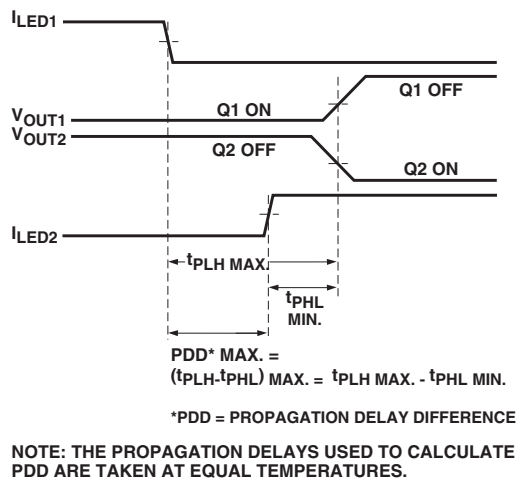 ILED1
Q1 OFF
VOUT1
Q1 ON
VOUT2
Q2 OFF
Q2 ON
ILED2
tPLH MAX.
tPHL
MIN.
PDD* MAX. =
(tPLH-tPHL) MAX. = tPLH MAX. - tPHL MIN.
*PDD = PROPAGATION DELAY DIFFERENCE
NOTE: THE PROPAGATION DELAYS USED TO CALCULATE
PDD ARE TAKEN AT EQUAL TEMPERATURES.